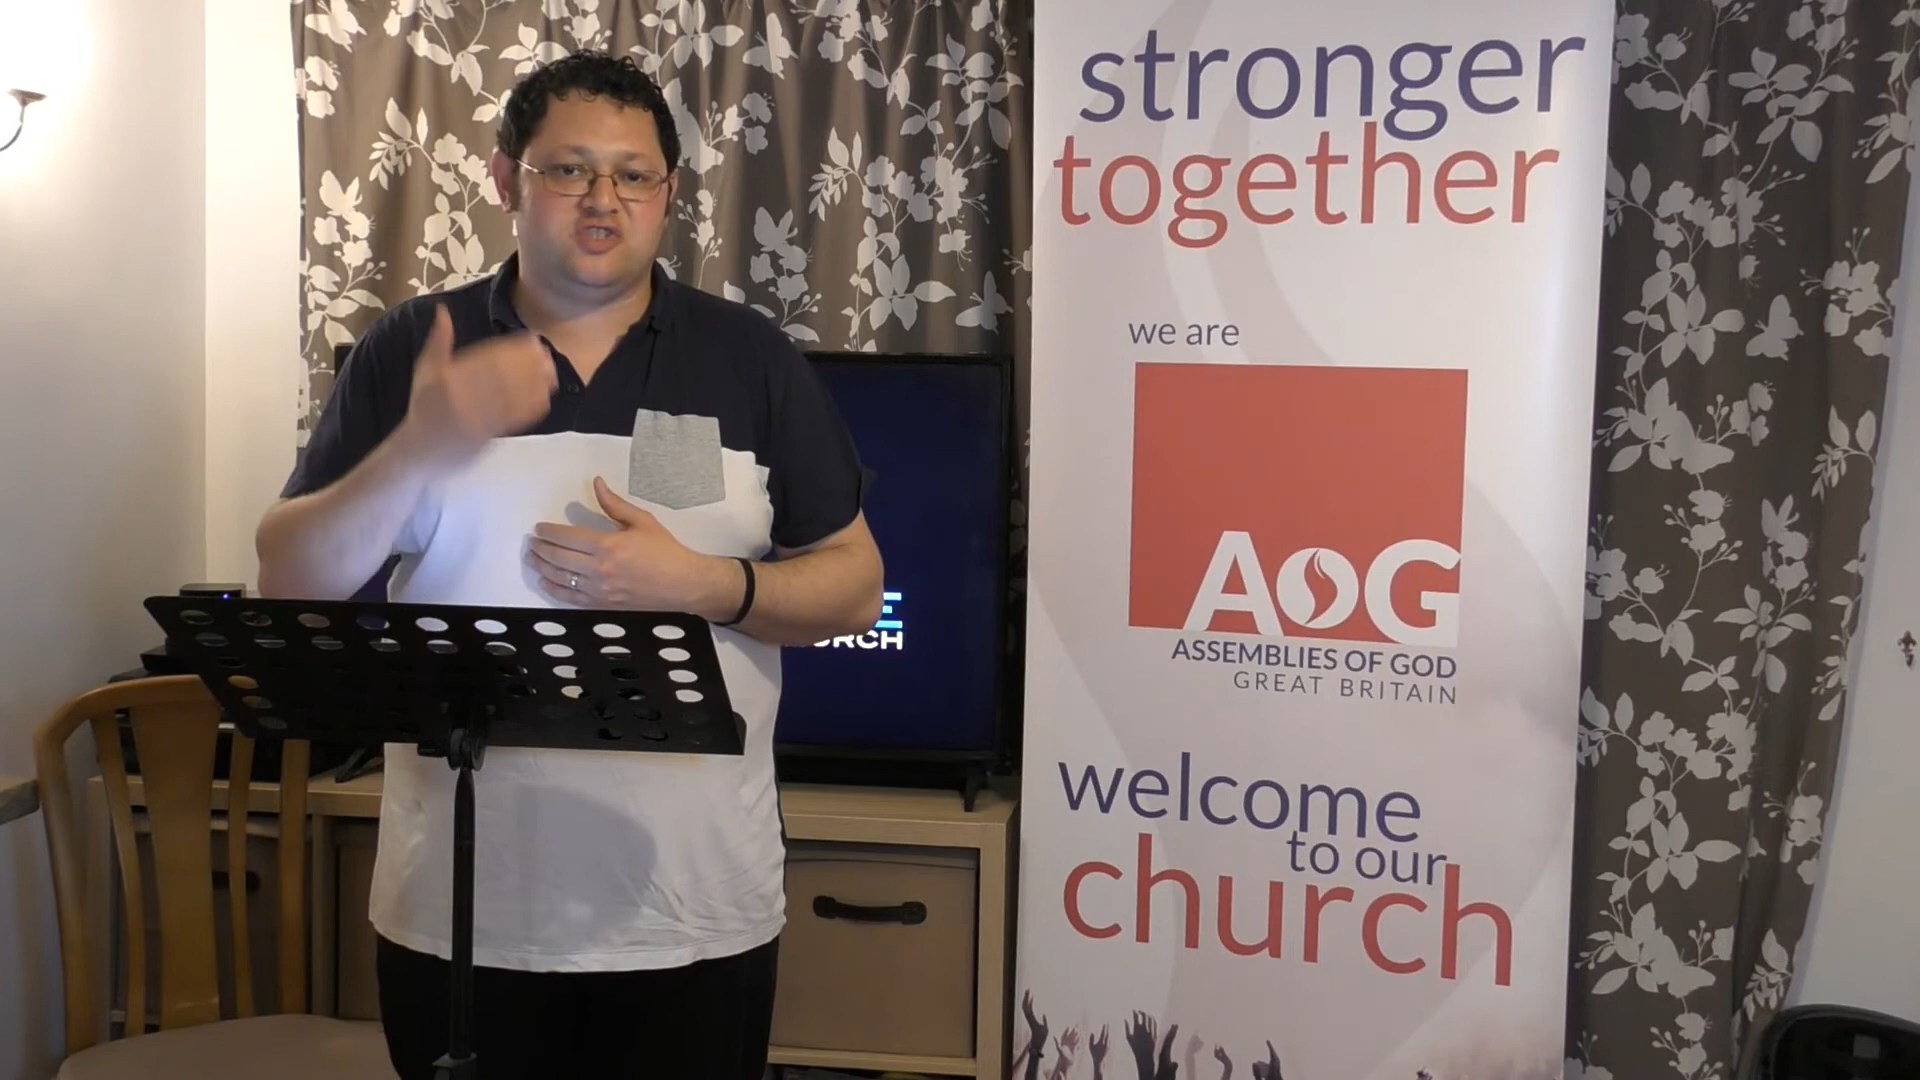 stronger
together
we are
AOG
ASSEMBLIES OF GOD
GREAT BRITAIN
welcome
to our
church